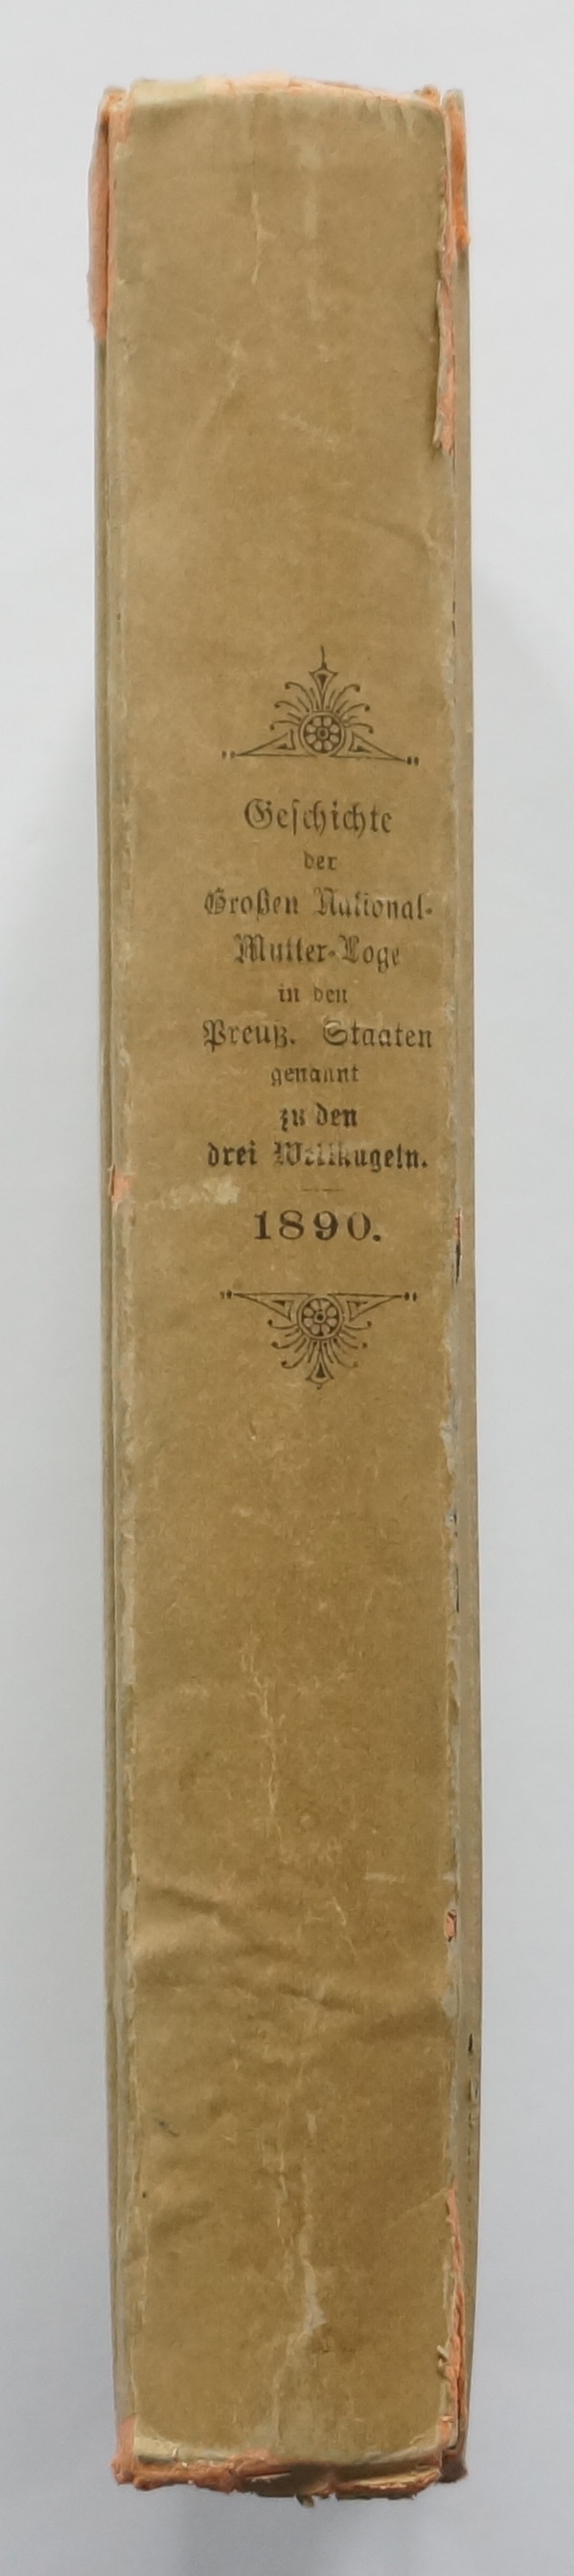 Geschichte
der
Großen National-
Mutter-Loge
in den
Preuß. Staaten
genannt
zu den
drei Weltkugeln.
1890.